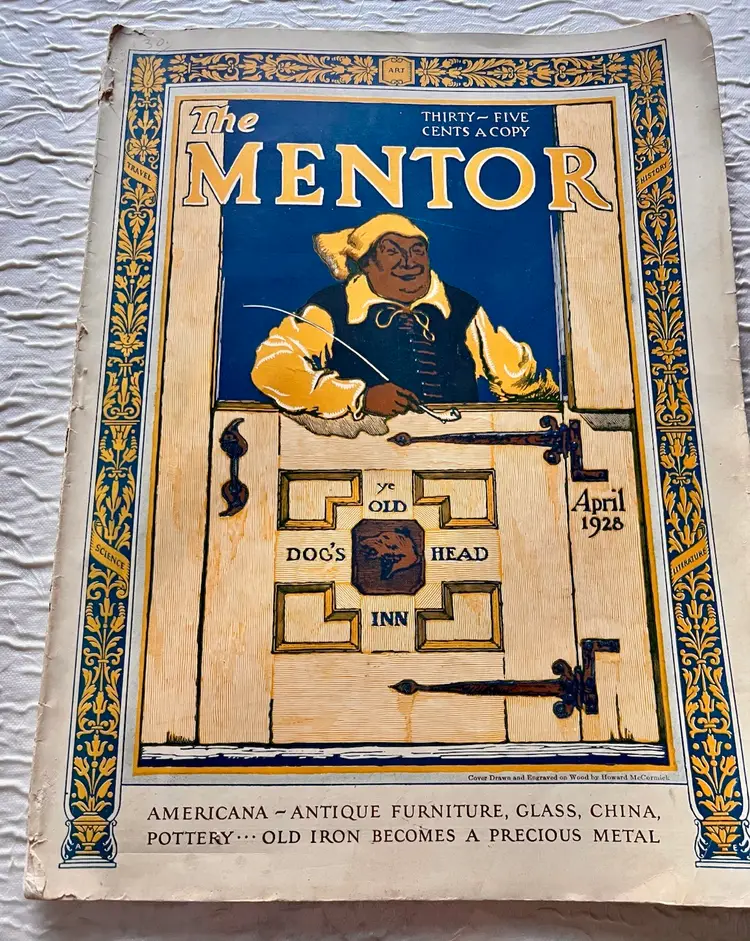 30
ART
The
THIRTY~FIVE
CENTS A COPY
MENTOR
TRAVEL
HISTORY
ye
OLD
DOG'S HEAD
INN
April
1928
SCIENCE
LITERATURE
Cover Drawn and Engraved on Wood by Howard McCormick
AMERICANA ~ ANTIQUE FURNITURE, GLASS, CHINA,
POTTERY··· OLD IRON BECOMES A PRECIOUS METAL